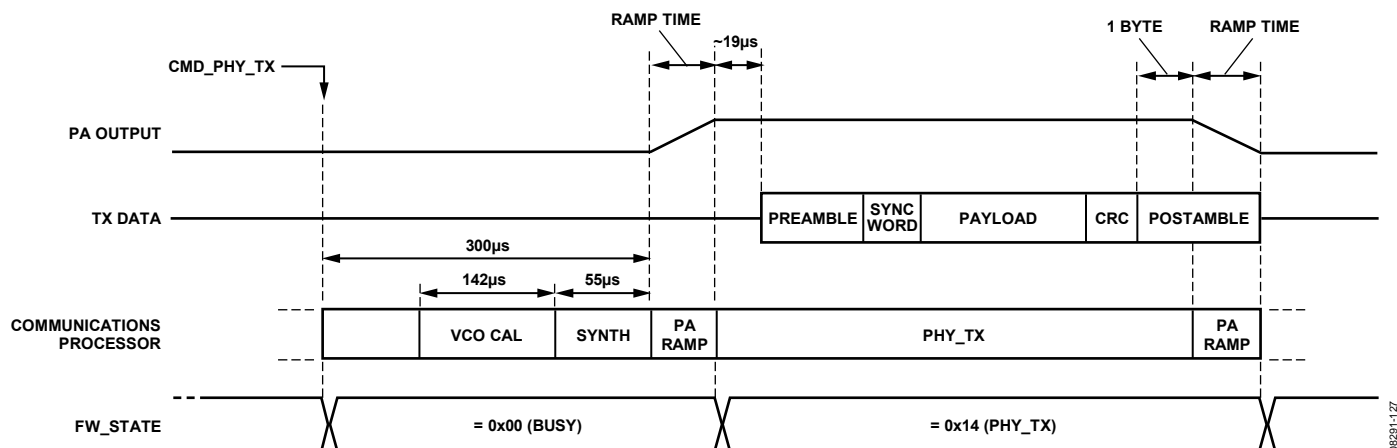 RAMP TIME
~19µs
1 BYTE
RAMP TIME
CMD_PHY_TX
PA OUTPUT
TX DATA
PREAMBLE
SYNC
WORD
PAYLOAD
CRC
POSTAMBLE
300µs
142µs
55µs
COMMUNICATIONS
PROCESSOR
VCO CAL
SYNTH
PA
RAMP
PHY_TX
PA
RAMP
FW_STATE
= 0x00 (BUSY)
= 0x14 (PHY_TX)
08291-127